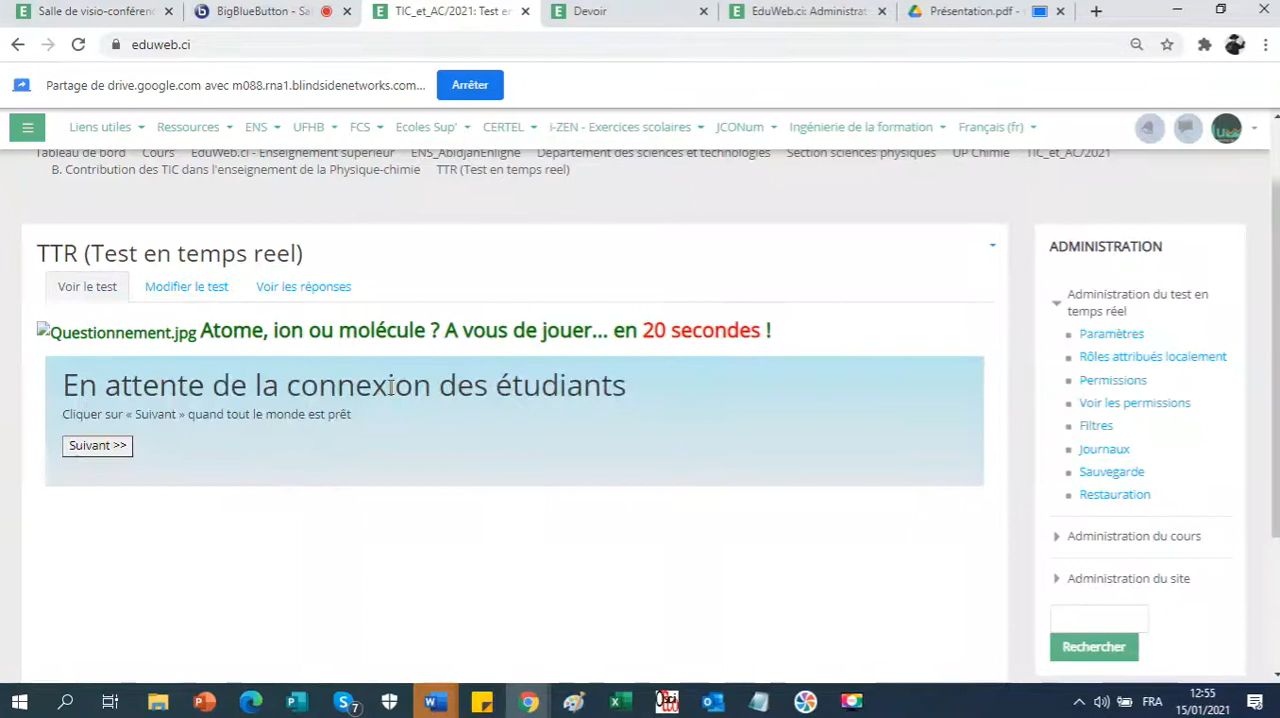 Salle de visio-conféren
BigBlueButton - Sa
TIC_et_AC/2021: Test en
Devoir
EduWeb.ci: Administrat
Présentation.pdf -
eduweb.ci
Partage de drive.google.com avec m088.rna1.blindsidenetworks.com...
Arrêter
Liens utiles Ressources ENS UFHB FCS Ecoles Sup' CERTEL i-ZEN - Exercices scolaires JCONum Ingénierie de la formation Français (fr)
Tableau de bord Cours EduWeb.ci - Enseignement supérieur ENS_AbidjanEnligne Département des sciences et technologies Section sciences physiques UP Chimie TIC_et_AC/2021
B. Contribution des TIC dans l'enseignement de la Physique-chimie TTR (Test en temps reel)
TTR (Test en temps reel)
Voir le test Modifier le test Voir les réponses
Questionnement.jpg Atome, ion ou molécule ? A vous de jouer... en 20 secondes !
En attente de la connexion des étudiants
Cliquer sur « Suivant » quand tout le monde est prêt
Suivant >>
ADMINISTRATION
Administration du test en
temps réel
Paramètres
Rôles attribués localement
Permissions
Voir les permissions
Filtres
Journaux
Sauvegarde
Restauration
Administration du cours
Administration du site
Rechercher
7
FRA
12:55
15/01/2021